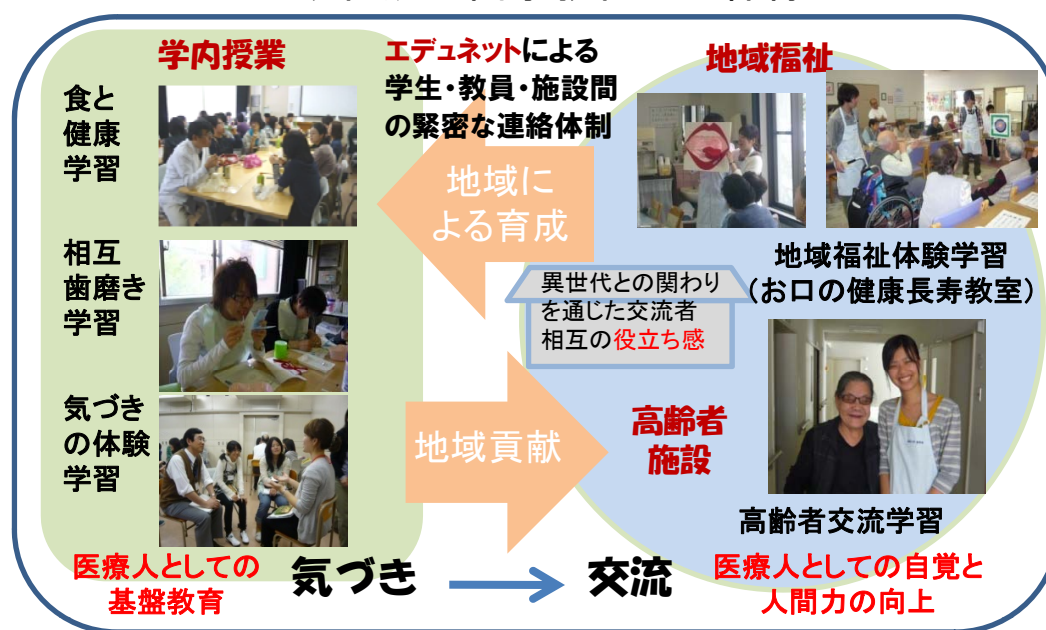 学内授業
食と
健康
学習
相互
歯磨き
学習
気づき
の体験
学習
医療人としての
基盤教育
エデュネットによる
学生・教員・施設間
の緊密な連絡体制
地域に
よる育成
地域貢献
気づき
交流
地域福祉
地域福祉体験学習
(お口の健康長寿教室)
異世代との関わり
を通じた交流者
相互の役立ち感
高齢者
施設
高齢者交流学習
医療人としての自覚と
人間力の向上